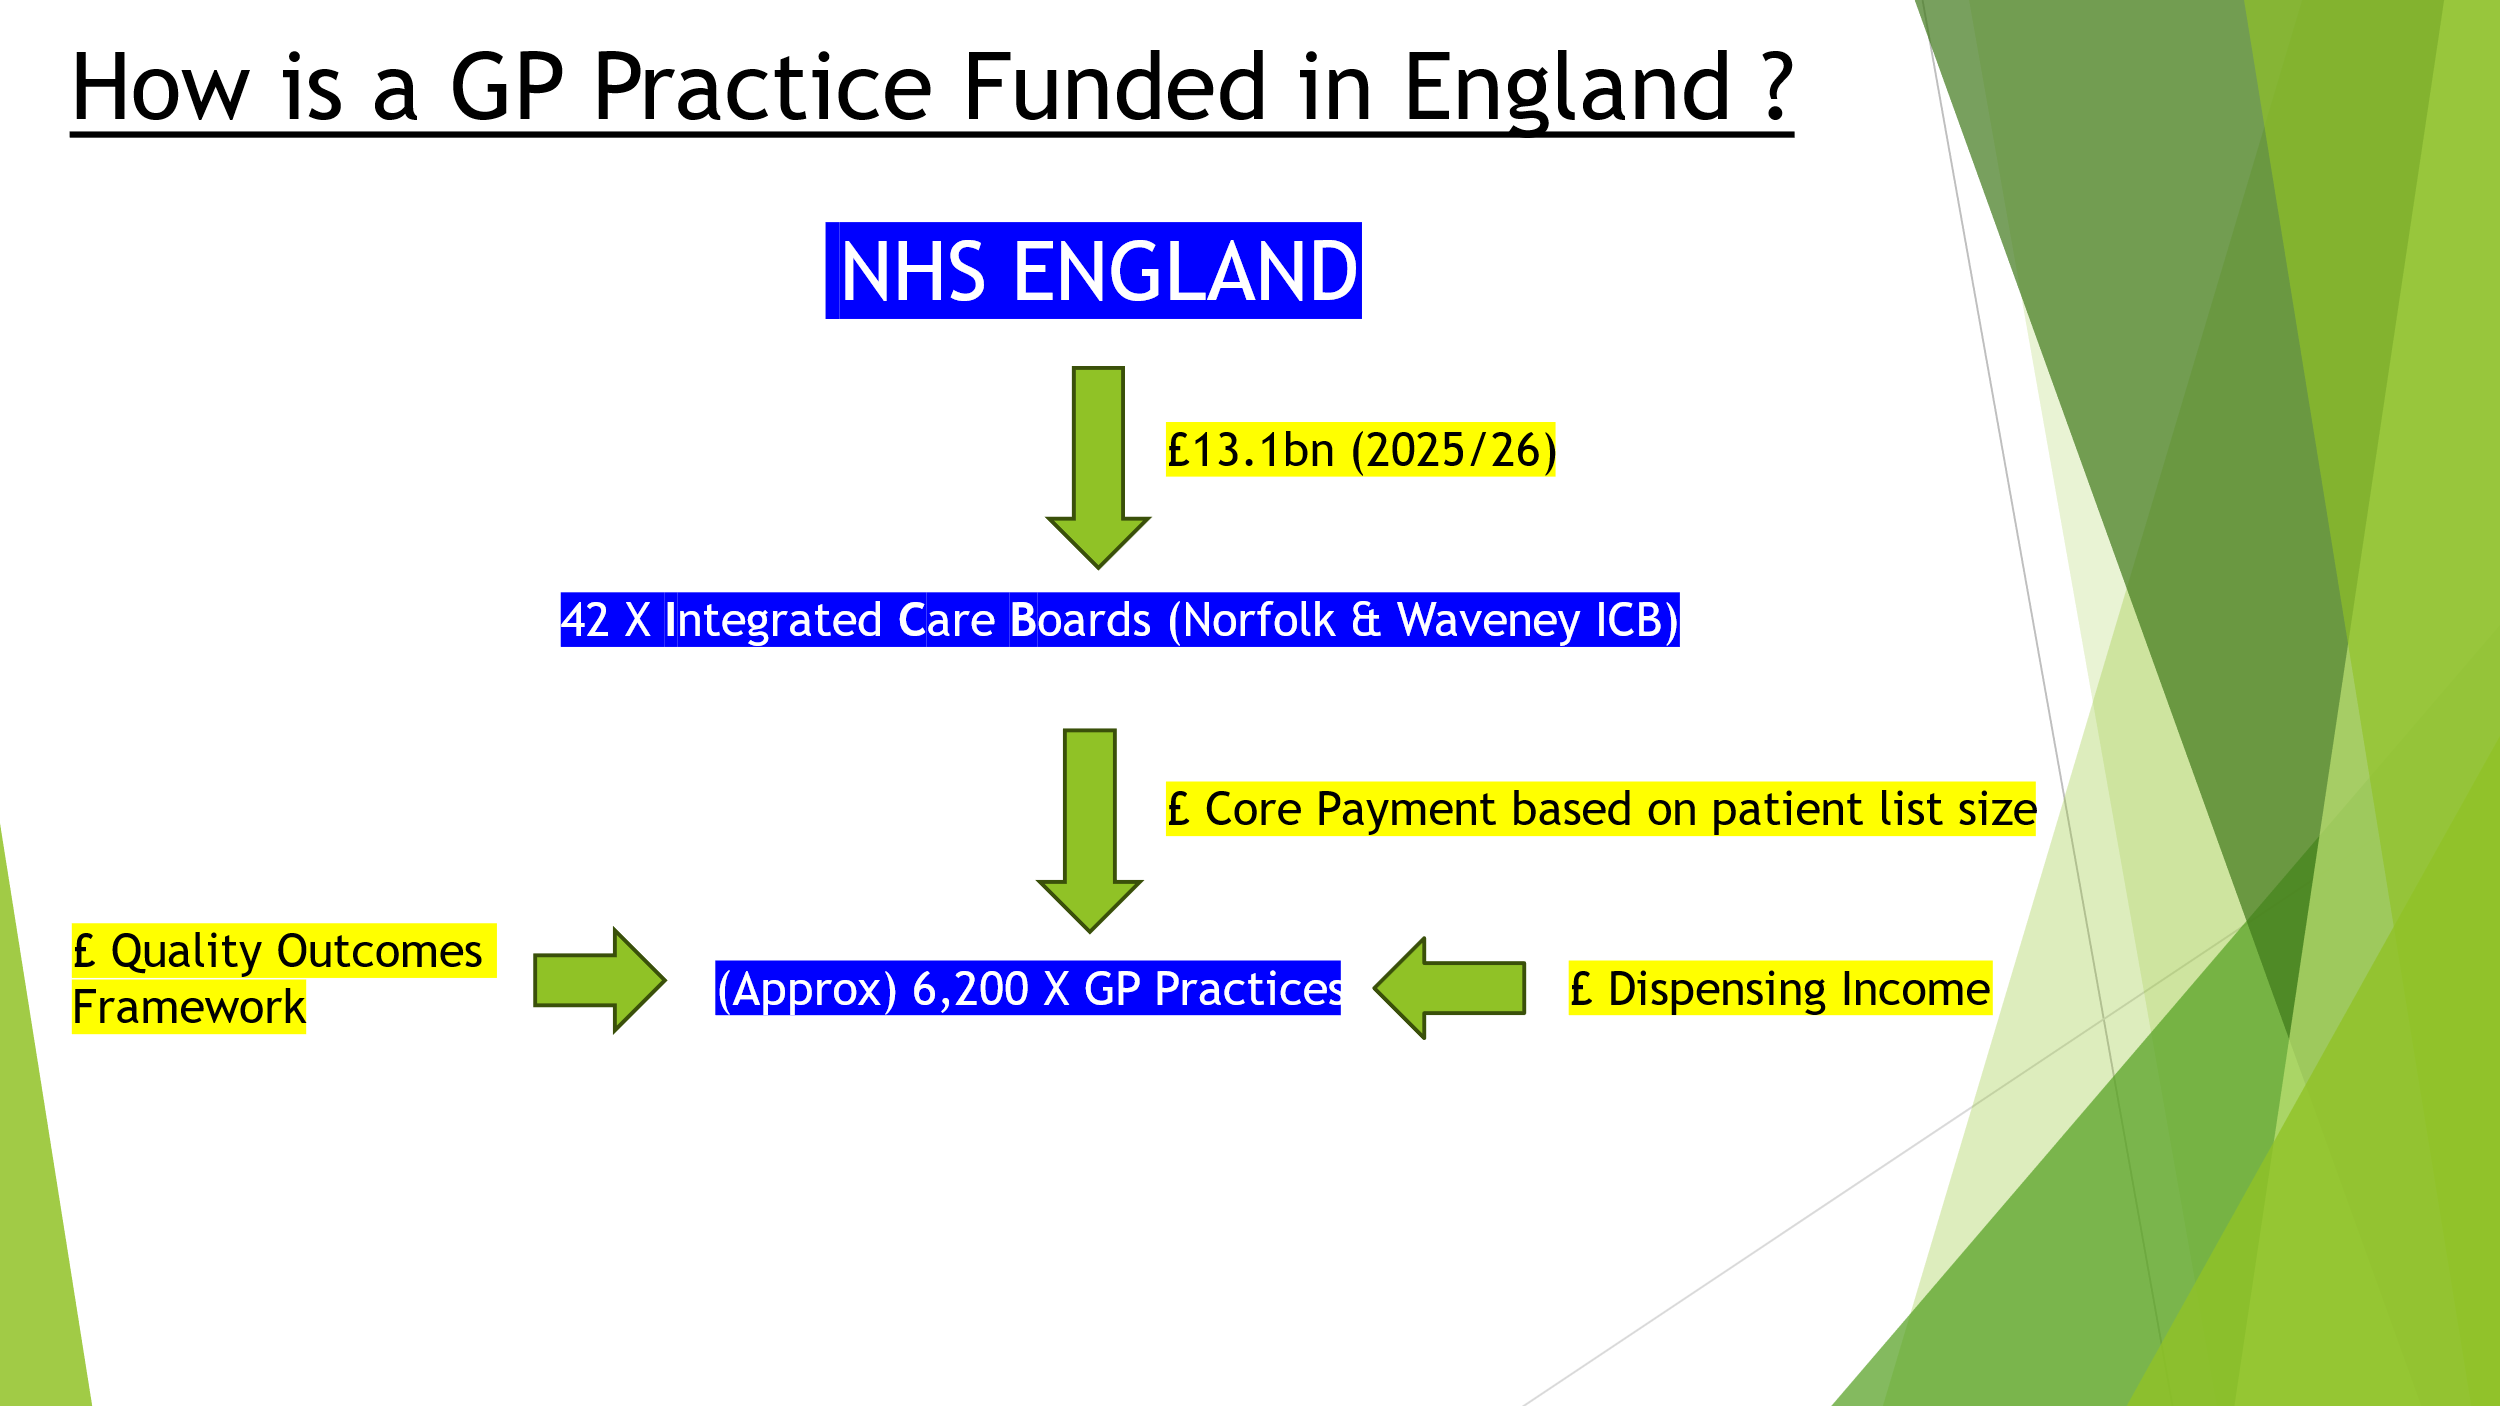 How is a GP Practice Funded in England ?
NHS ENGLAND
£13.1bn (2025/26)
42 X Integrated Care Boards (Norfolk & Waveney ICB)
£ Core Payment based on patient list size
£ Quality Outcomes
Framework
(Approx) 6,200 X GP Practices
£ Dispensing Income